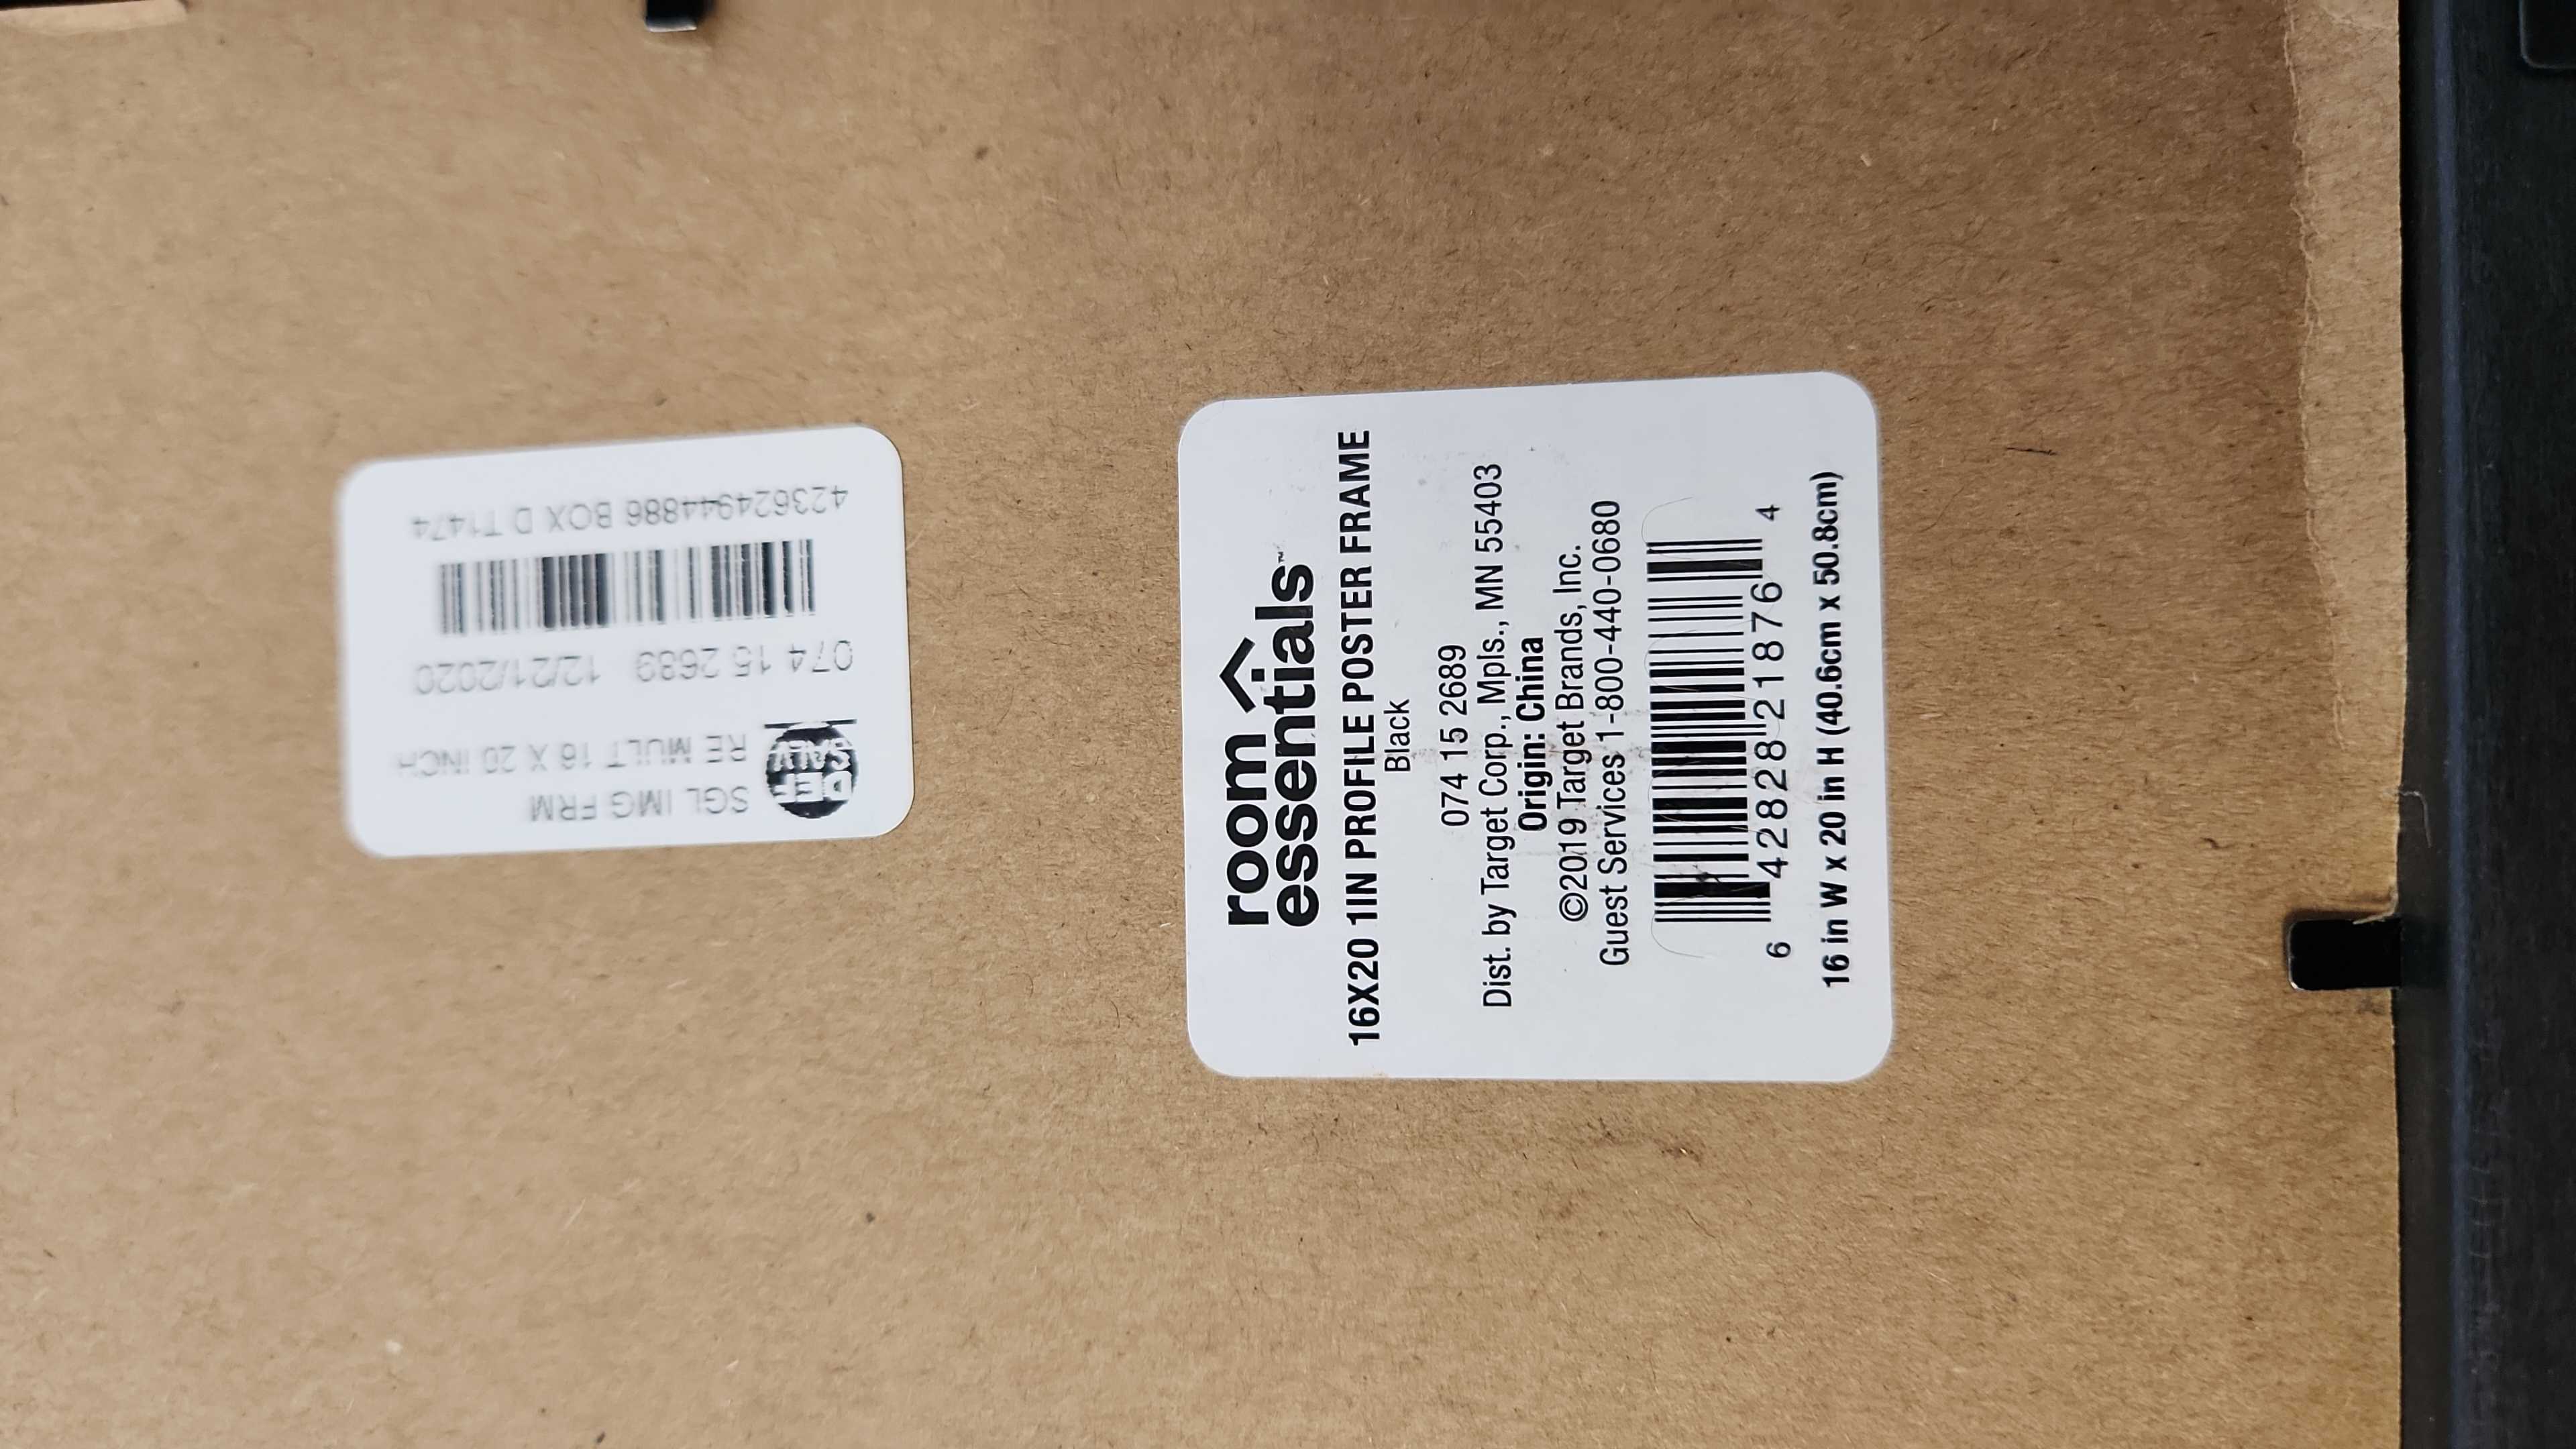 room
essentials™
16X20 1IN PROFILE POSTER FRAME
Black
074 15 2689
Dist. by Target Corp., Mpls., MN 55403
Origin: China
©2019 Target Brands, Inc.
Guest Services 1-800-440-0680
6 42828 21876 4
16 in W x 20 in H (40.6cm x 50.8cm)
SGL IMG FRM
RE MULT 16 X 20 INCH
DEF
SALV
074 15 2689 12/21/2020
423624944886 BOX D T1474